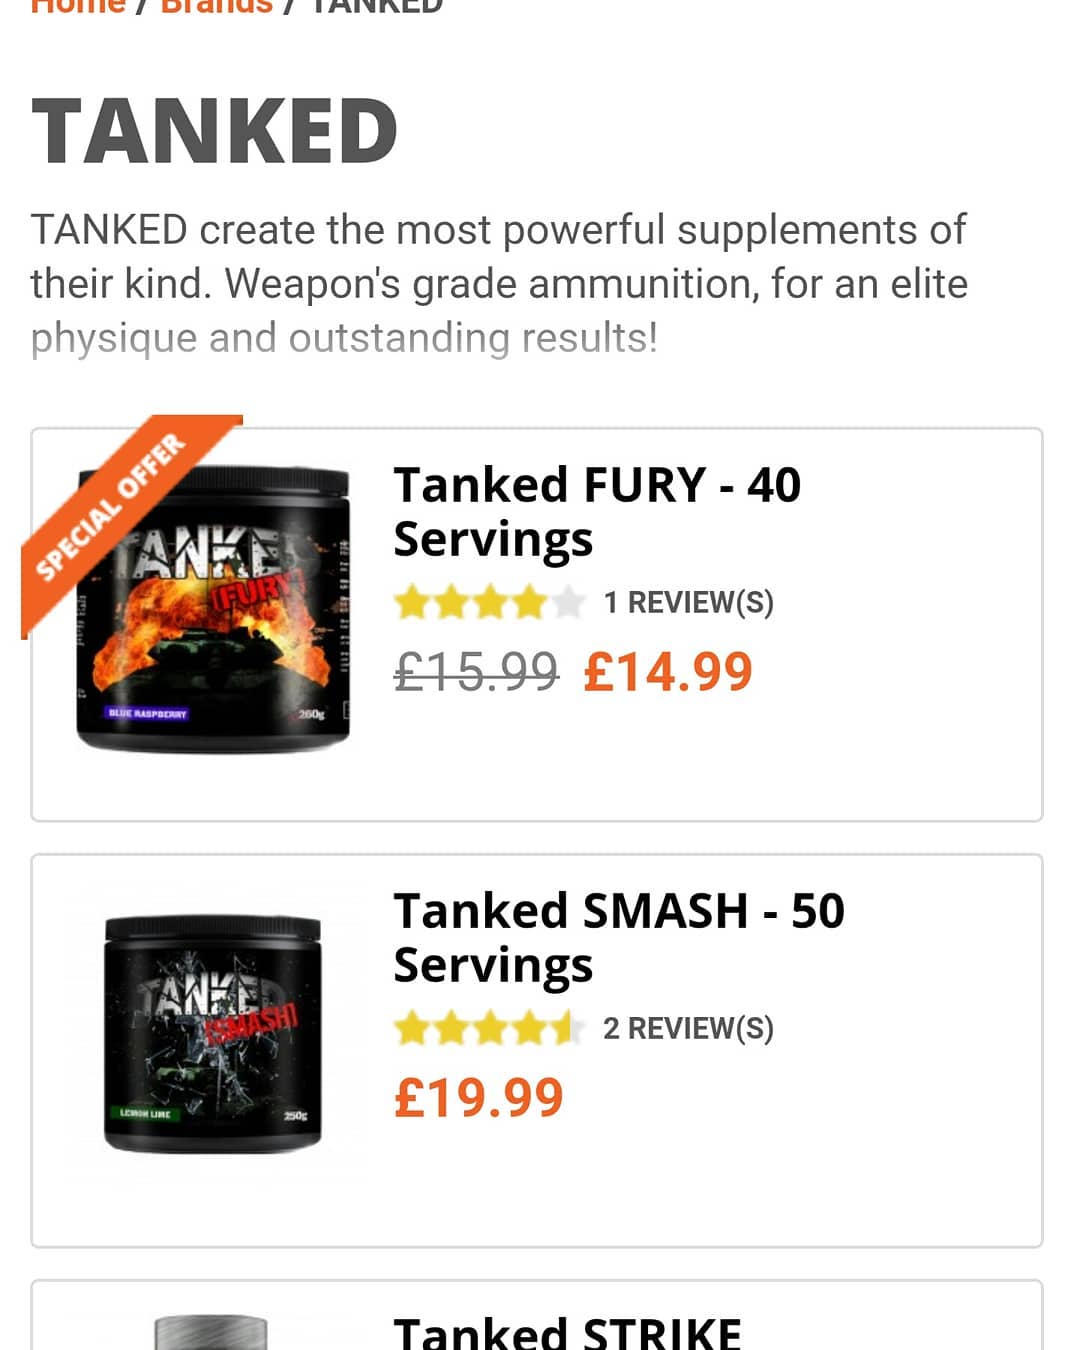 Home / Brands / TANKED
TANKED
TANKED create the most powerful supplements of
their kind. Weapon's grade ammunition, for an elite
physique and outstanding results!
SPECIAL OFFER
TANKED
[FURY]
BLUE RASPBERRY
260g
Tanked FURY - 40
Servings
1 REVIEW(S)
£15.99 £14.99
TANKED
[SMASH]
LEMON LIME
250g
Tanked SMASH - 50
Servings
2 REVIEW(S)
£19.99
Tanked STRIKE